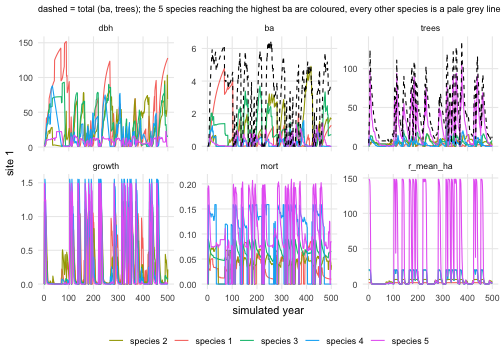 dashed = total (ba, trees); the 5 species reaching the highest ba are coloured, every other species is a pale grey line
dbh
ba
trees
150
100
50
0
6
4
2
0
100
50
0
site 1
growth
mort
r_mean_ha
1.5
1.0
0.5
0.0
0.20
0.15
0.10
0.05
0.00
150
100
50
0
0 100 200 300 400 500
0 100 200 300 400 500
0 100 200 300 400 500
simulated year
species 2 species 1 species 3 species 4 species 5